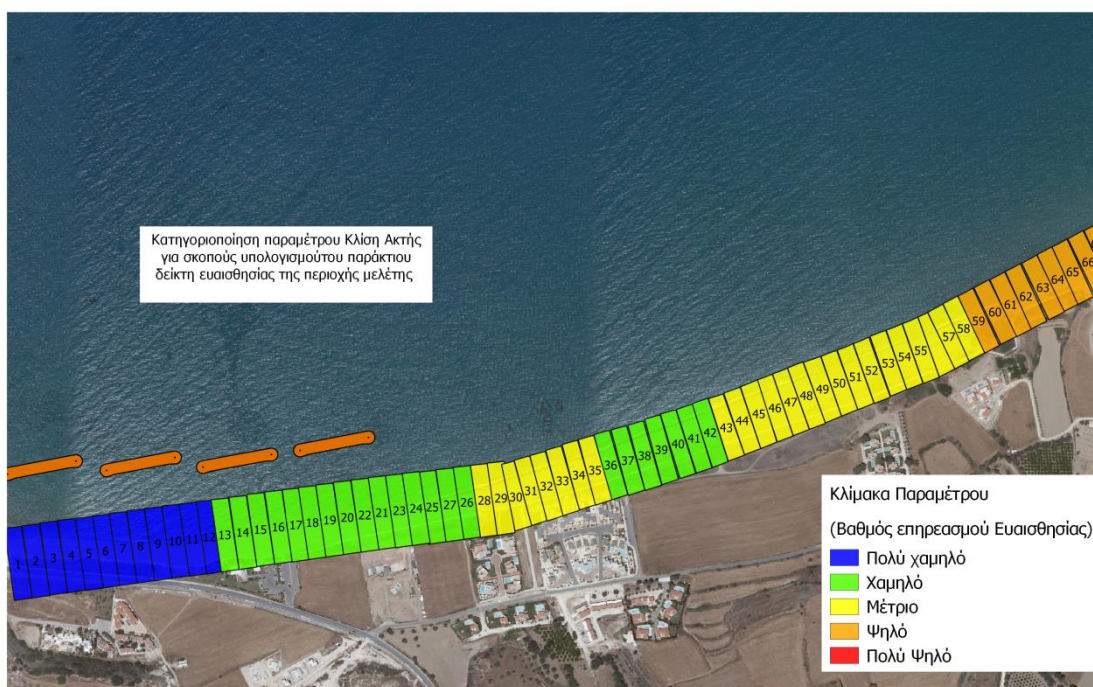 Κατηγοριοποίηση παραμέτρου Κλίση Ακτής
για σκοπούς υπολογισμούτου παράκτιου
δείκτη ευαισθησίας της περιοχής μελέτης
1 2 3 4 5 6 7 8 9 10 11 12 13 14 15 16 17 18 19 20 22 21 23 24 25 27 26 28 29 30 31 32 33 34 35 36 37 38 39 40 41 42 43 44 45 46 47 48 49 50 51 52 53 54 55 57 58 59 60 61 62 63 64 65 66
Κλίμακα Παραμέτρου
(Βαθμός επηρεασμού Ευαισθησίας)
Πολύ χαμηλό
Χαμηλό
Μέτριο
Ψηλό
Πολύ Ψηλό